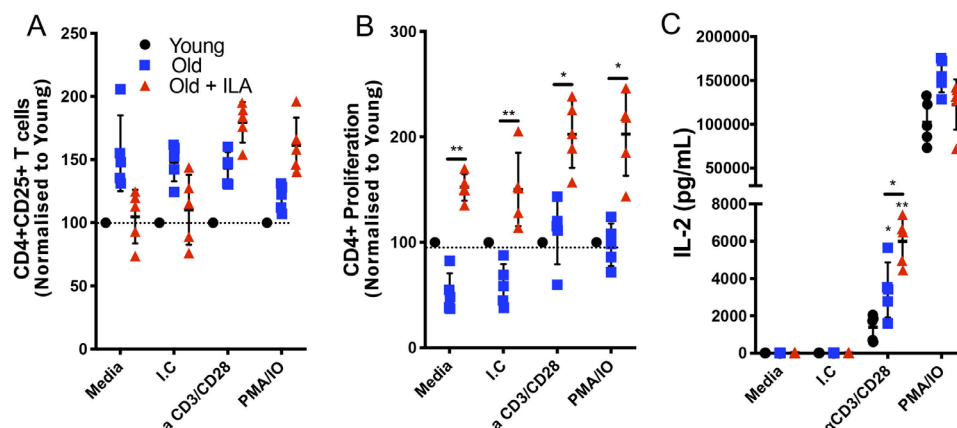 A
CD4+CD25+ T cells
(Normalised to Young)
250
200
150
100
50
0
Young
Old
Old + ILA
Media
I.C
a CD3/CD28
PMA/IO
B
CD4+ Proliferation
(Normalised to Young)
300
200
100
0
**
**
*
*
Media
I.C
a CD3/CD28
PMA/IO
C
IL-2 (pg/mL)
200000
150000
100000
50000
8000
6000
4000
2000
0
*
**
*
Media
I.C
CD3/CD28
PMA/IO